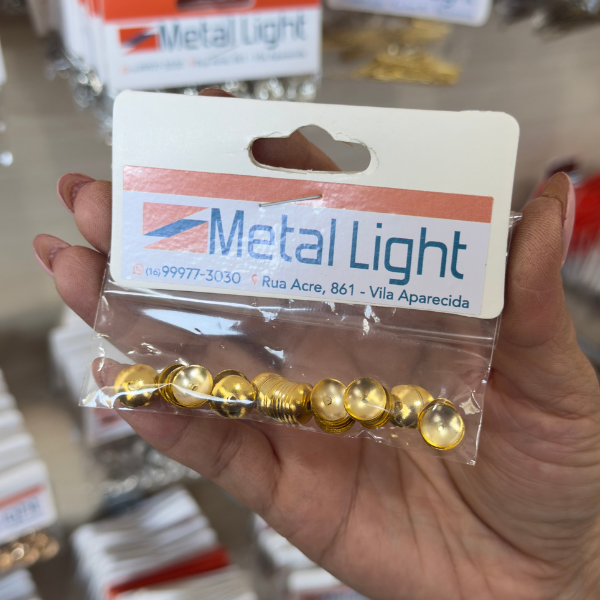 Metal Light
Metal Light
(16) 99977-3030 Rua Acre, 861 - Vila Aparecida